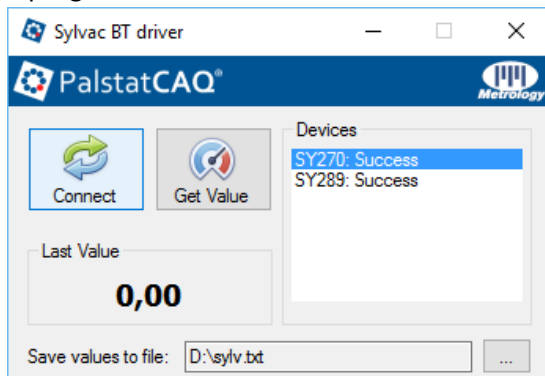 Sylvac BT driver
PalstatCAQ®
Metrology
Connect
Get Value
Devices
SY270: Success
SY289: Success
Last Value
0,00
Save values to file: D:\sylv.txt ...